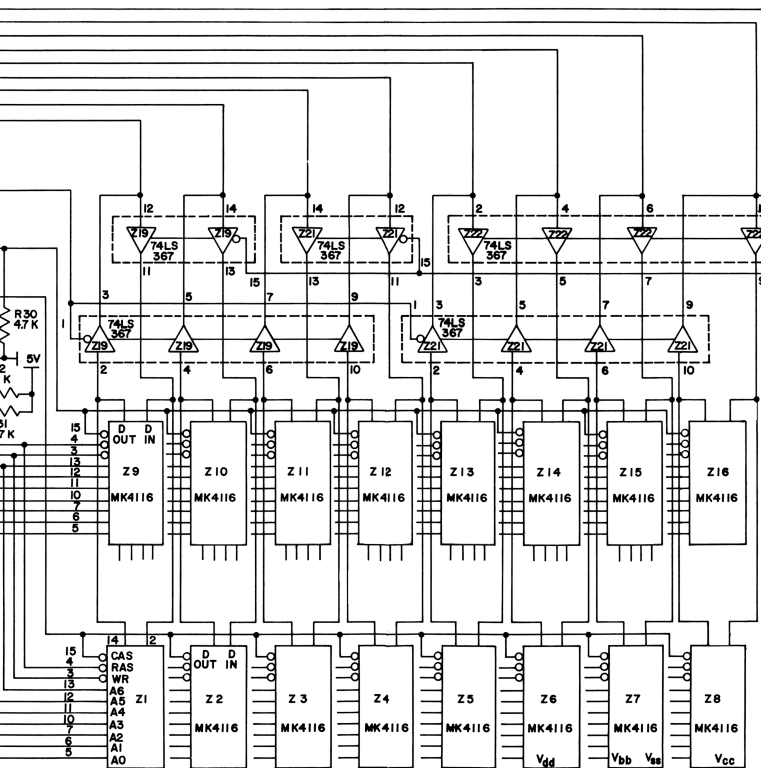 12 14 14 12 2 4 6
Z19 Z19 Z21 Z21 Z22 Z22 Z22 Z22
74LS 367 74LS 367 74LS 367
11 13 15 13 11 15 3 5 7 9
3 5 7 9 1 3 5 7 9
R30
4.7 K
1 74LS 367 74LS 367
Z19 Z19 Z19 Z19 Z21 Z21 Z21 Z21
2 4 6 10 2 4 6 10
2 5V
K
7 K
15 D D
4 OUT IN
3
13
12 Z9 Z10 Z11 Z12 Z13 Z14 Z15 Z16
11
10 MK4116 MK4116 MK4116 MK4116 MK4116 MK4116 MK4116 MK4116
7
6
5
14 2
15 CAS D D
4 RAS OUT IN
3 WR
13 A6
12 A5 Z1 Z2 Z3 Z4 Z5 Z6 Z7 Z8
11 A4
10 A3 MK4116 MK4116 MK4116 MK4116 MK4116 MK4116 MK4116
7 A2
6 A1
5 A0 Vdd Vbb Vss Vcc